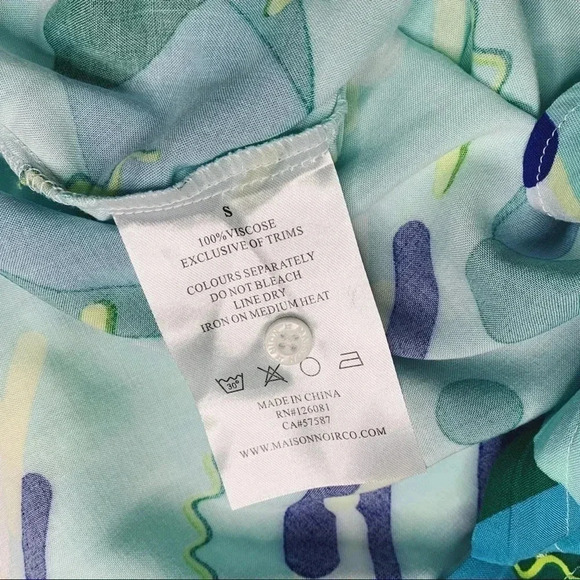 S
100%VISCOSE
EXCLUSIVE OF TRIMS
COLOURS SEPARATELY
DO NOT BLEACH
LINE DRY
IRON ON MEDIUM HEAT
30°
MADE IN CHINA
RN#126081
CA#57587
WWW.MAISONNOIRCO.COM